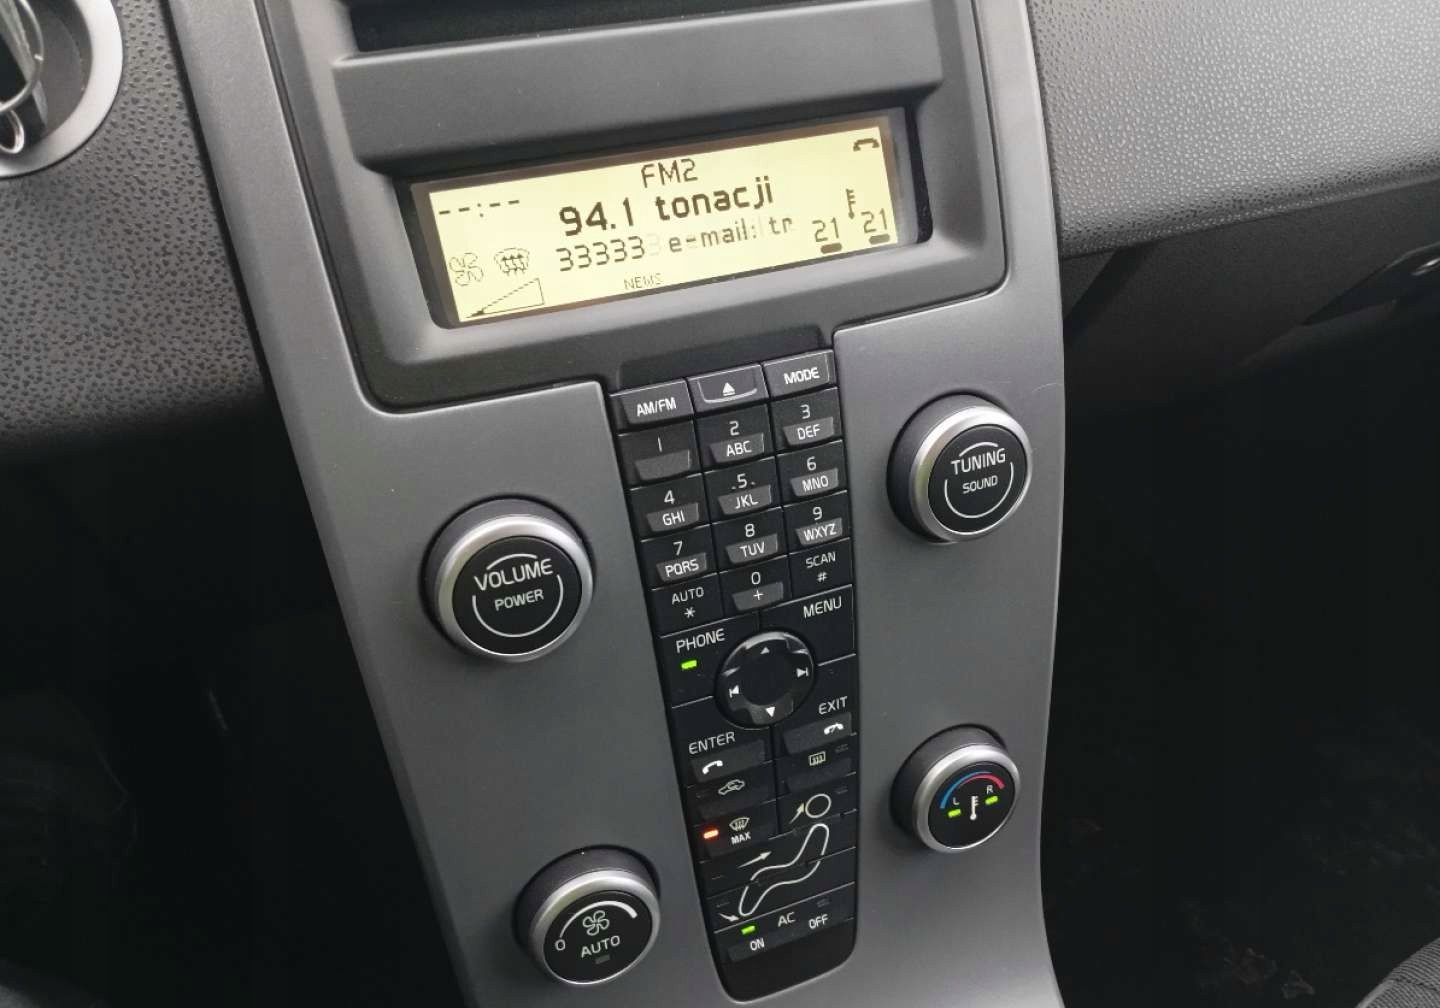 FM2
--:--
94.1 tonacji
33333 e-mail: tr
21 21
NEWS
AM/FM
MODE
1
2
ABC
3
DEF
4
GHI
5
JKL
6
MNO
7
PQRS
8
TUV
9
WXYZ
AUTO
*
0
+
SCAN
#
TUNING
SOUND
VOLUME
POWER
PHONE
MENU
ENTER
EXIT
MAX
L R
0
AUTO
AC
ON
OFF